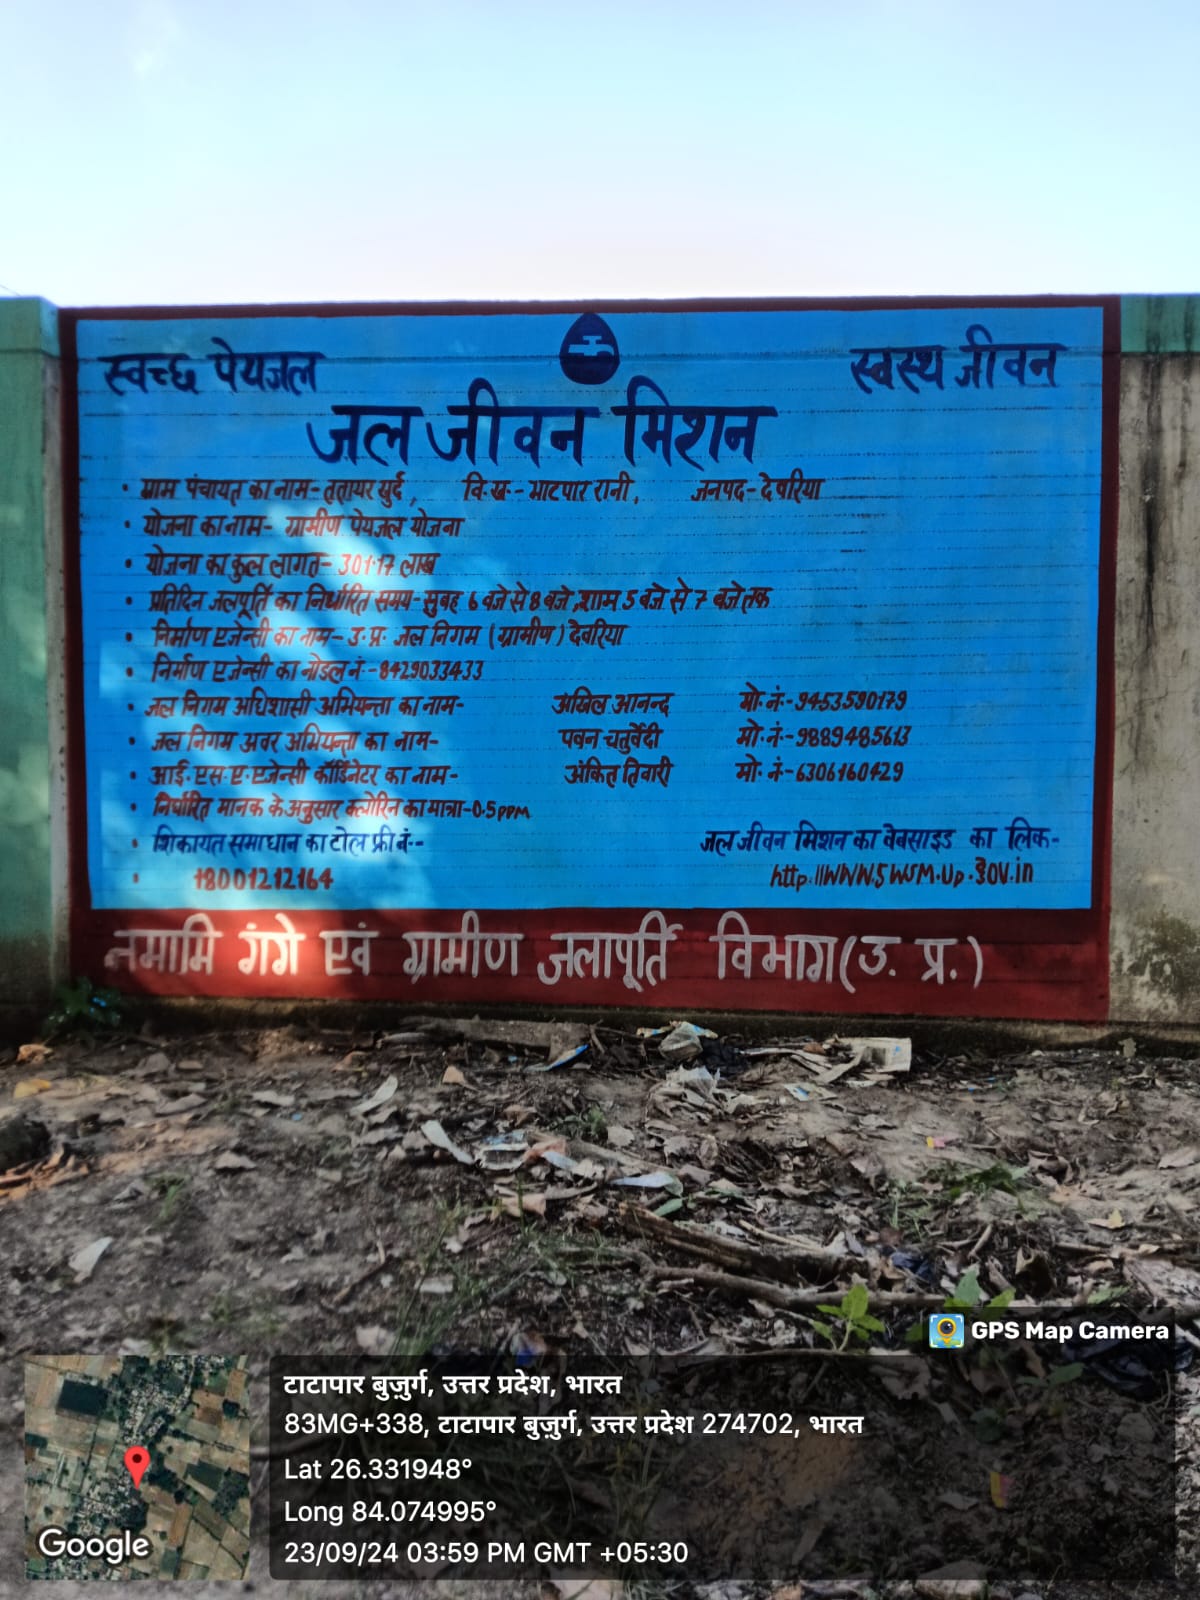 स्वच्छ पेयजल
स्वस्थ जीवन
जल जीवन मिशन
• ग्राम पंचायत का नाम- ततायर खुर्द, वि.ख.- भाटपार रानी, जनपद- देवरिया
• योजना का नाम- ग्रामीण पेयजल योजना
• योजना का कुल लागत- 301.17 लाख
• प्रतिदिन जलपूर्ति का निर्धारित समय- सुबह 6 बजे से 8 बजे, शाम 5 बजे से 7 बजे तक
• निर्माण एजेन्सी का नाम- उ.प्र. जल निगम (ग्रामीण) देवरिया
• निर्माण एजेन्सी का नोडल नं.-8429033433
• जल निगम अधिशासी अभियन्ता का नाम- अखिल आनन्द मो.नं.-9453590179
• जल निगम अवर अभियन्ता का नाम- पवन चतुर्वेदी मो.नं.-9889485613
• आई.एस.ए.एजेन्सी कॉर्डिनेटर का नाम- अंकित तिवारी मो.नं-6306160429
• निर्धारित मानक के अनुसार क्लोरिन का मात्रा-0.5ppm
• शिकायत समाधान का टोल फ्री नं.-- जल जीवन मिशन का वेबसाइड का लिंक-
• 18001212164 http://WWW.SWSM.Up.gov.in
नमामि गंगे एवं ग्रामीण जलापूर्ति विभाग(उ. प्र.)
GPS Map Camera
टाटापार बुज़ुर्ग, उत्तर प्रदेश, भारत
83MG+338, टाटापार बुज़ुर्ग, उत्तर प्रदेश 274702, भारत
Lat 26.331948°
Long 84.074995°
23/09/24 03:59 PM GMT +05:30
Google